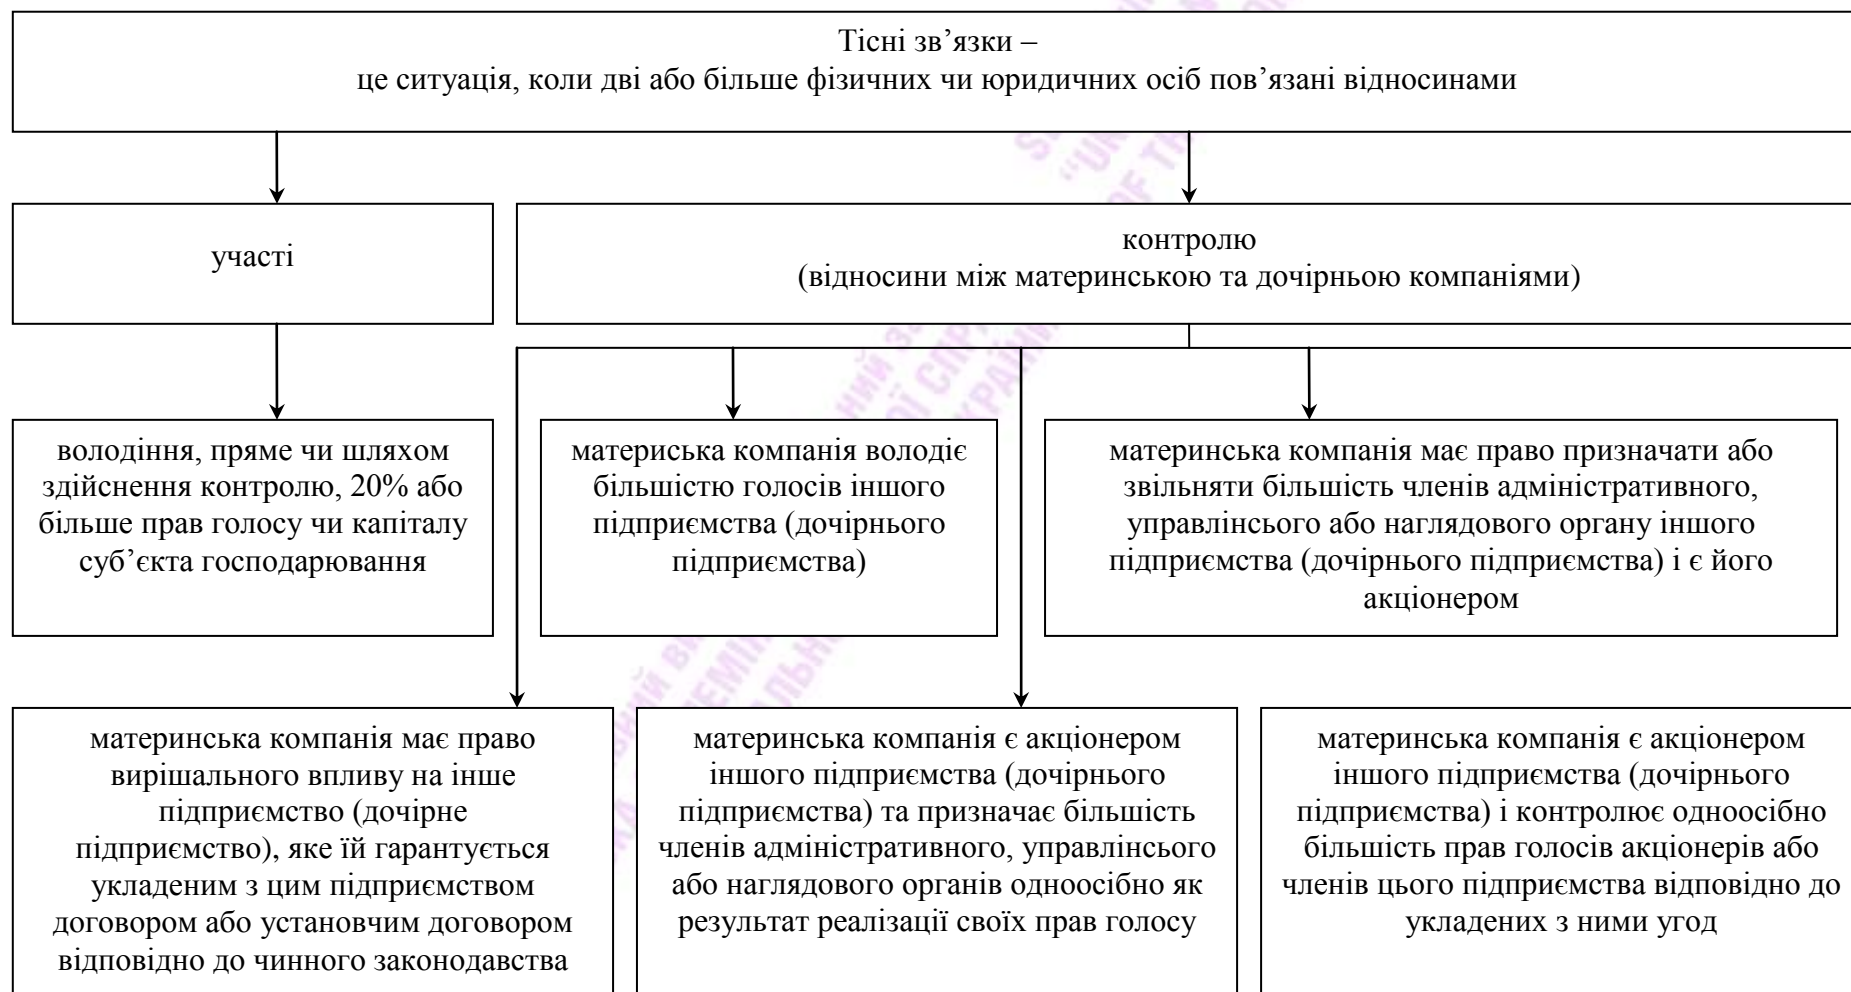 Тісні зв’язки –
це ситуація, коли дві або більше фізичних чи юридичних осіб пов’язані відносинами
участі
контролю
(відносини між материнською та дочірньою компаніями)
володіння, пряме чи шляхом
здійснення контролю, 20% або
більше прав голосу чи капіталу
суб’єкта господарювання
материська компанія володіє
більшістю голосів іншого
підприємства (дочірнього
підприємства)
материнська компанія має право призначати або
звільняти більшість членів адміністративного,
управлінсього або наглядового органу іншого
підприємства (дочірнього підприємства) і є його
акціонером
материнська компанія має право
вирішального впливу на інше
підприємство (дочірне
підприємство), яке їй гарантується
укладеним з цим підприємством
договором або установчим договором
відповідно до чинного законодавства
материнська компанія є акціонером
іншого підприємства (дочірнього
підприємства) та призначає більшість
членів адміністративного, управлінсього
або наглядового органів одноосібно як
результат реалізації своїх прав голосу
материнська компанія є акціонером
іншого підприємства (дочірнього
підприємства) і контролює одноосібно
більшість прав голосів акціонерів або
членів цього підприємства відповідно до
укладених з ними угод